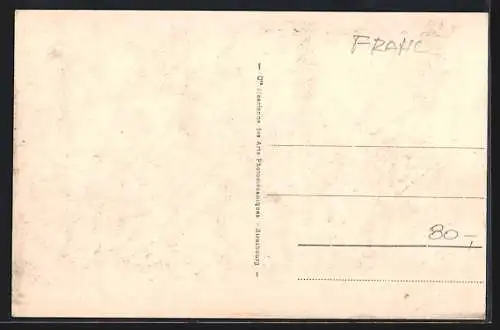 FRANC
– Cie Alsacienne des Arts Photomécaniques - Strasbourg –
80-,